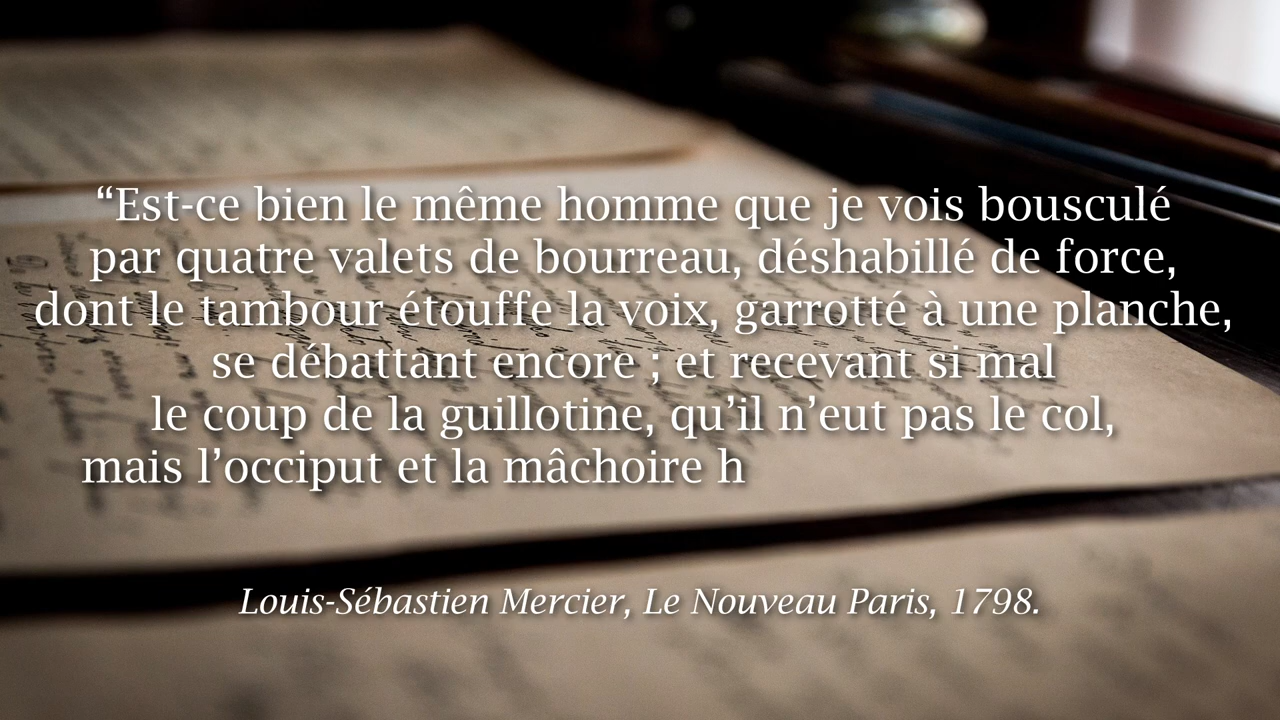 “Est-ce bien le même homme que je vois bousculé
par quatre valets de bourreau, déshabillé de force,
dont le tambour étouffe la voix, garrotté à une planche,
se débattant encore ; et recevant si mal
le coup de la guillotine, qu’il n’eut pas le col,
mais l’occiput et la mâchoire h
Louis-Sébastien Mercier, Le Nouveau Paris, 1798.